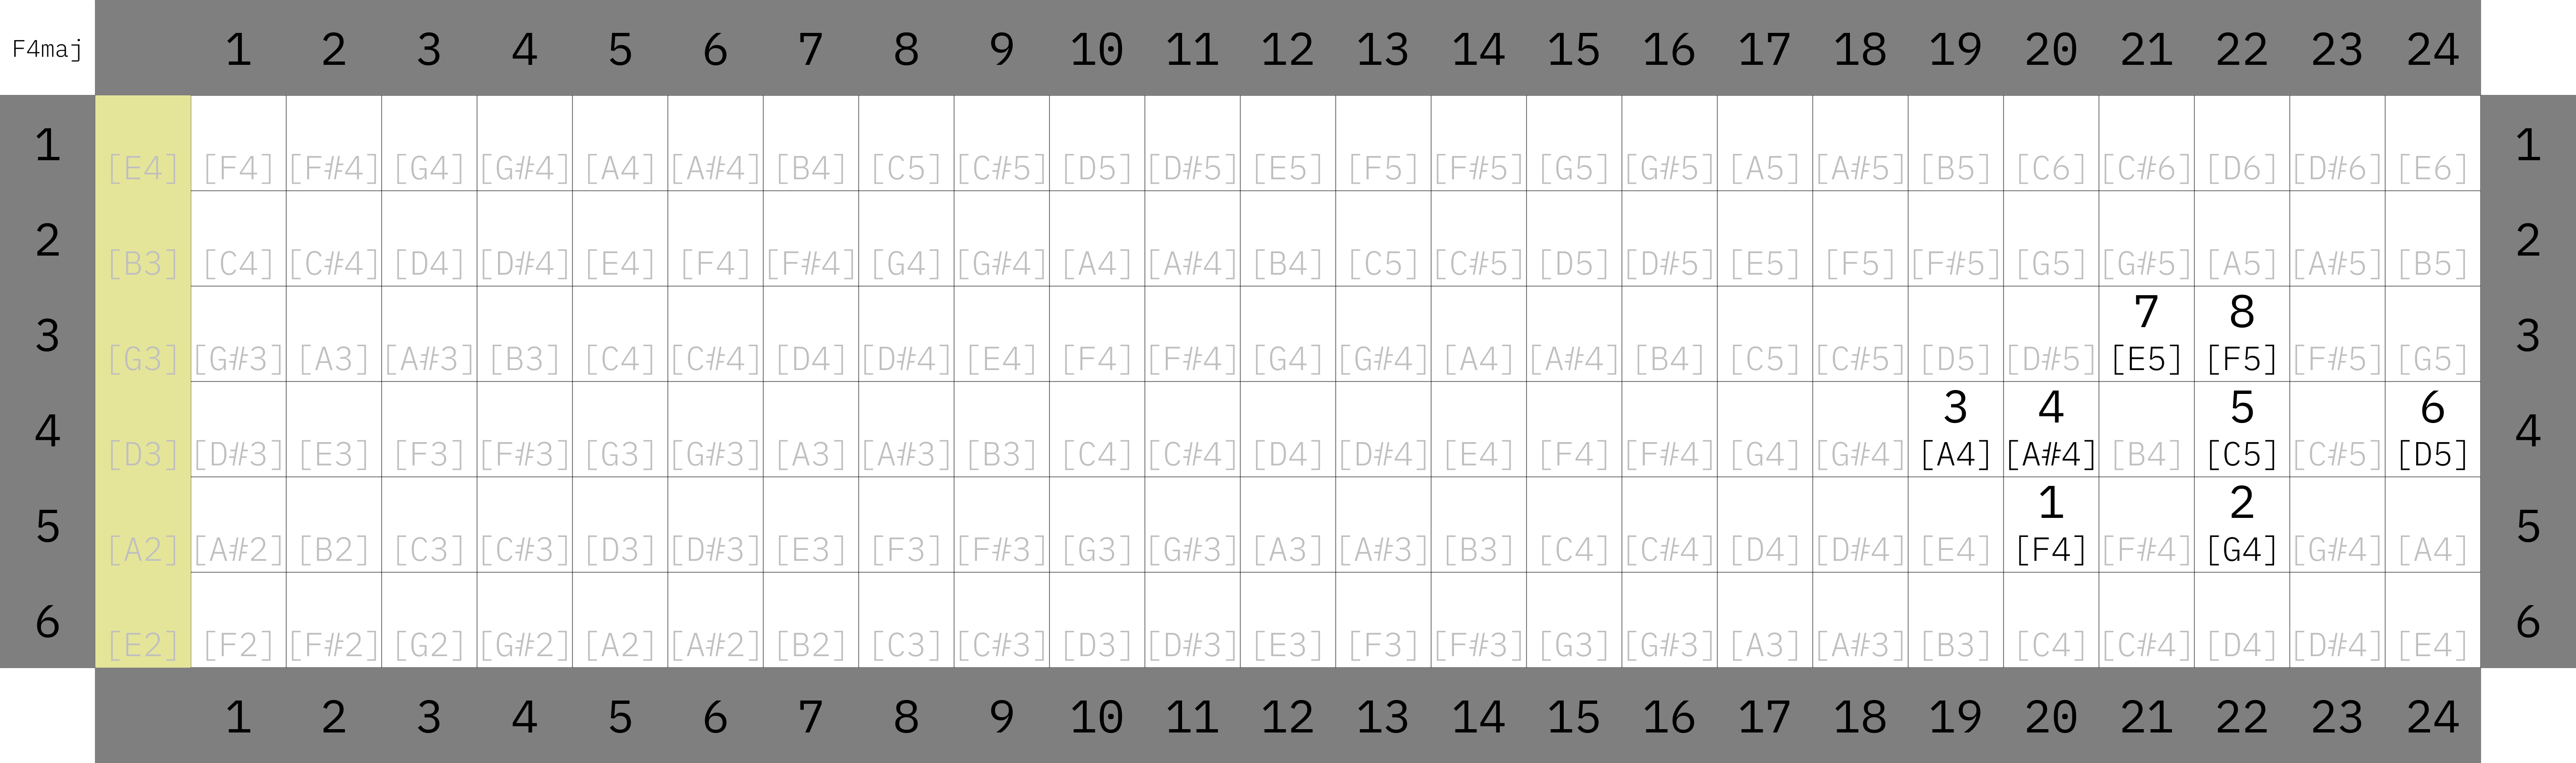 F4maj 1 2 3 4 5 6 7 8 9 10 11 12 13 14 15 16 17 18 19 20 21 22 23 24
1 [E4] [F4] [F#4] [G4] [G#4] [A4] [A#4] [B4] [C5] [C#5] [D5] [D#5] [E5] [F5] [F#5] [G5] [G#5] [A5] [A#5] [B5] [C6] [C#6] [D6] [D#6] [E6] 1
2 [B3] [C4] [C#4] [D4] [D#4] [E4] [F4] [F#4] [G4] [G#4] [A4] [A#4] [B4] [C5] [C#5] [D5] [D#5] [E5] [F5] [F#5] [G5] [G#5] [A5] [A#5] [B5] 2
7 8
3 [G3] [G#3] [A3] [A#3] [B3] [C4] [C#4] [D4] [D#4] [E4] [F4] [F#4] [G4] [G#4] [A4] [A#4] [B4] [C5] [C#5] [D5] [D#5] [E5] [F5] [F#5] [G5] 3
3 4 5 6
4 [D3] [D#3] [E3] [F3] [F#3] [G3] [G#3] [A3] [A#3] [B3] [C4] [C#4] [D4] [D#4] [E4] [F4] [F#4] [G4] [G#4] [A4] [A#4] [B4] [C5] [C#5] [D5] 4
1 2
5 [A2] [A#2] [B2] [C3] [C#3] [D3] [D#3] [E3] [F3] [F#3] [G3] [G#3] [A3] [A#3] [B3] [C4] [C#4] [D4] [D#4] [E4] [F4] [F#4] [G4] [G#4] [A4] 5
6 [E2] [F2] [F#2] [G2] [G#2] [A2] [A#2] [B2] [C3] [C#3] [D3] [D#3] [E3] [F3] [F#3] [G3] [G#3] [A3] [A#3] [B3] [C4] [C#4] [D4] [D#4] [E4] 6
1 2 3 4 5 6 7 8 9 10 11 12 13 14 15 16 17 18 19 20 21 22 23 24